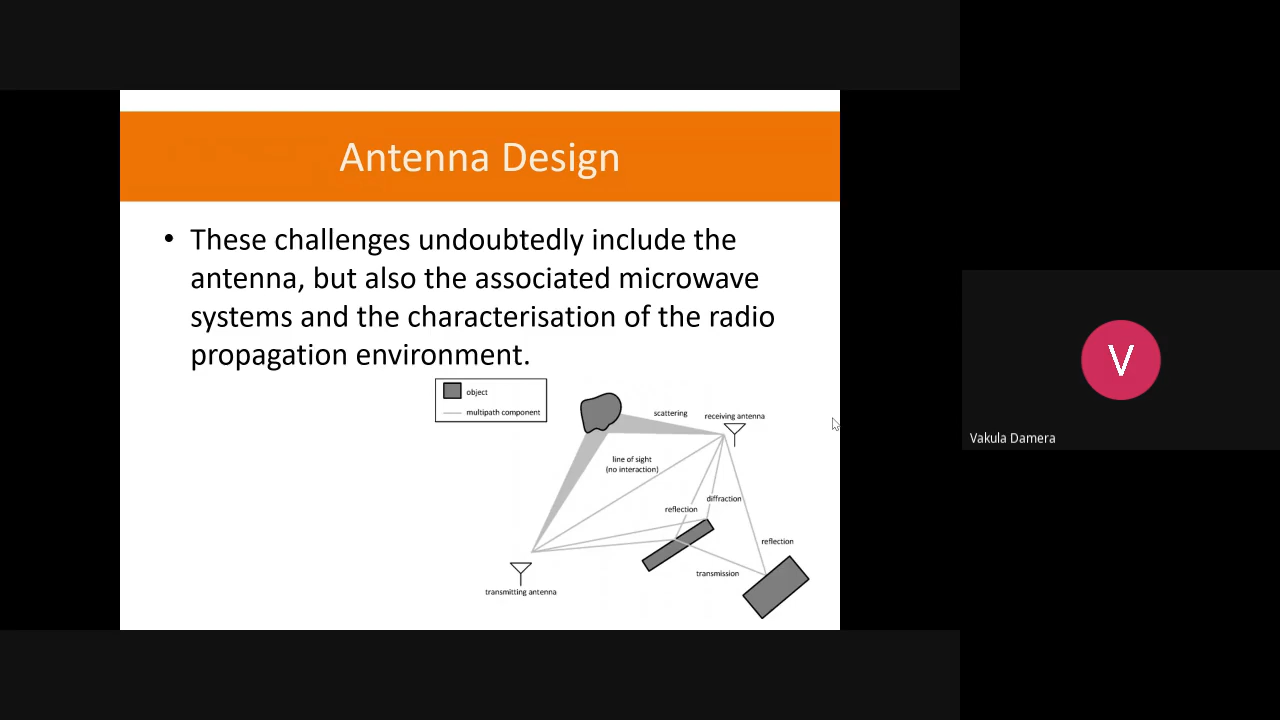 Antenna Design
• These challenges undoubtedly include the
antenna, but also the associated microwave
systems and the characterisation of the radio
propagation environment.
object
multipath component
scattering
receiving antenna
line of sight
(no interaction)
diffraction
reflection
reflection
transmission
transmitting antenna
V
Vakula Damera